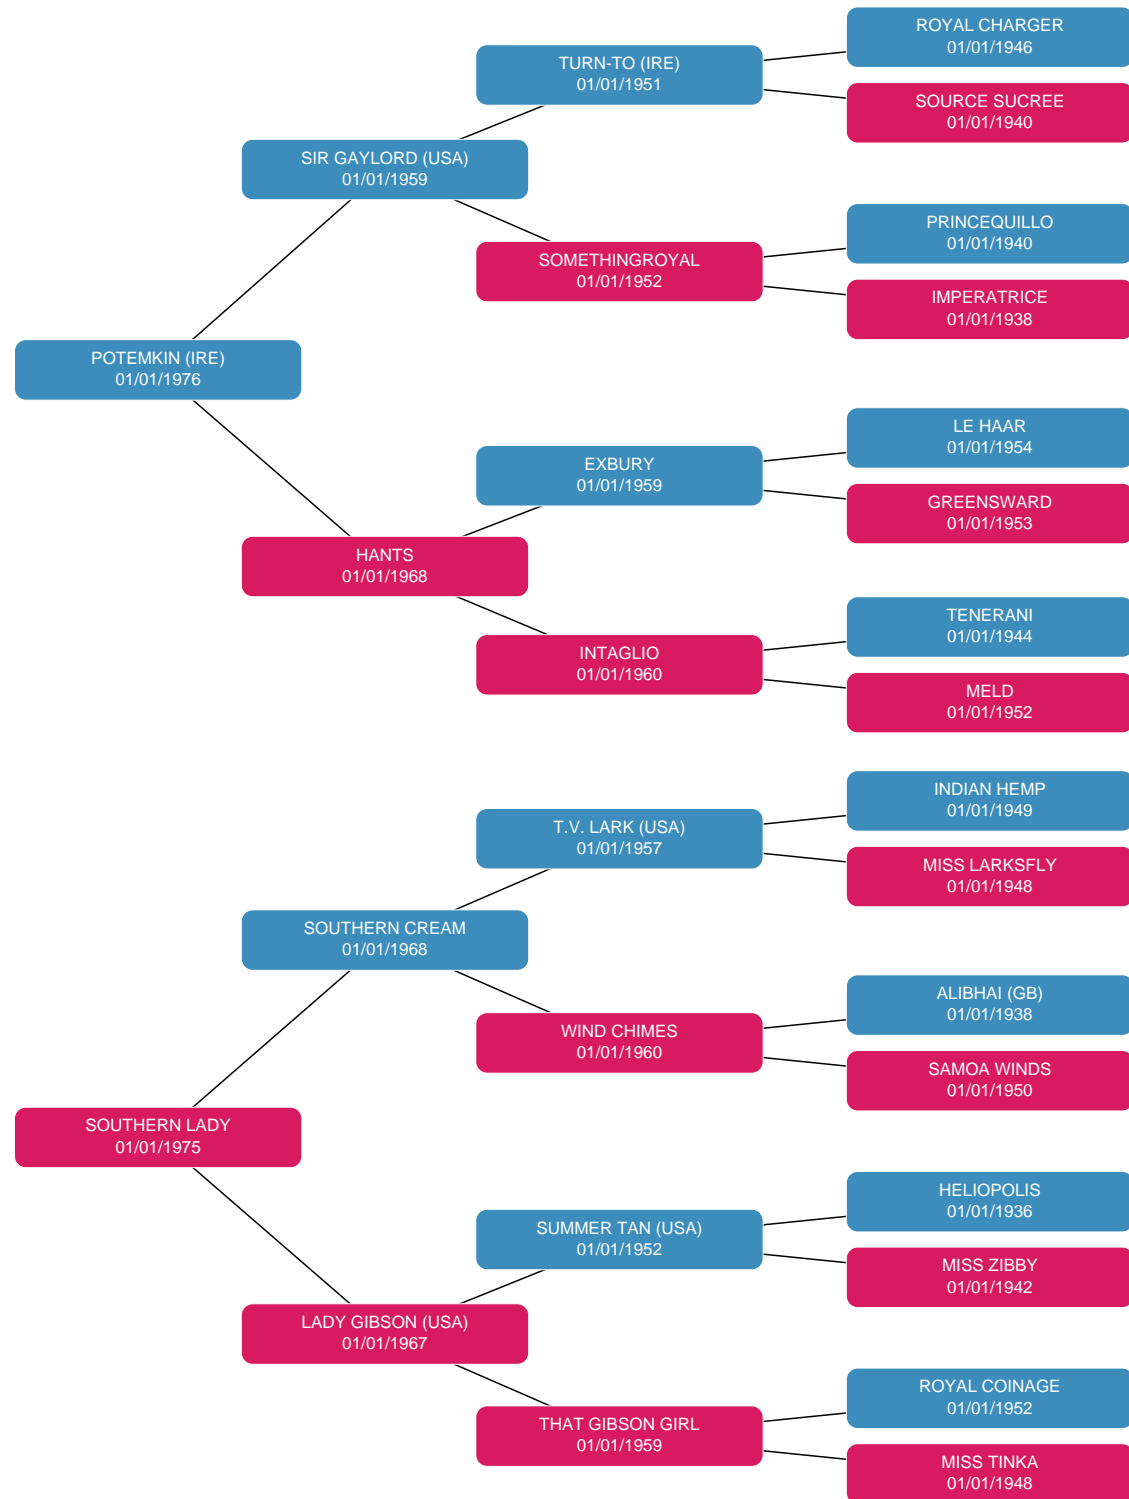 ROYAL CHARGER
01/01/1946
TURN-TO (IRE)
01/01/1951
SOURCE SUCREE
01/01/1940
SIR GAYLORD (USA)
01/01/1959
PRINCEQUILLO
01/01/1940
SOMETHINGROYAL
01/01/1952
IMPERATRICE
01/01/1938
POTEMKIN (IRE)
01/01/1976
LE HAAR
01/01/1954
EXBURY
01/01/1959
GREENSWARD
01/01/1953
HANTS
01/01/1968
TENERANI
01/01/1944
INTAGLIO
01/01/1960
MELD
01/01/1952
INDIAN HEMP
01/01/1949
T.V. LARK (USA)
01/01/1957
MISS LARKSFLY
01/01/1948
SOUTHERN CREAM
01/01/1968
ALIBHAI (GB)
01/01/1938
WIND CHIMES
01/01/1960
SAMOA WINDS
01/01/1950
SOUTHERN LADY
01/01/1975
HELIOPOLIS
01/01/1936
SUMMER TAN (USA)
01/01/1952
MISS ZIBBY
01/01/1942
LADY GIBSON (USA)
01/01/1967
ROYAL COINAGE
01/01/1952
THAT GIBSON GIRL
01/01/1959
MISS TINKA
01/01/1948